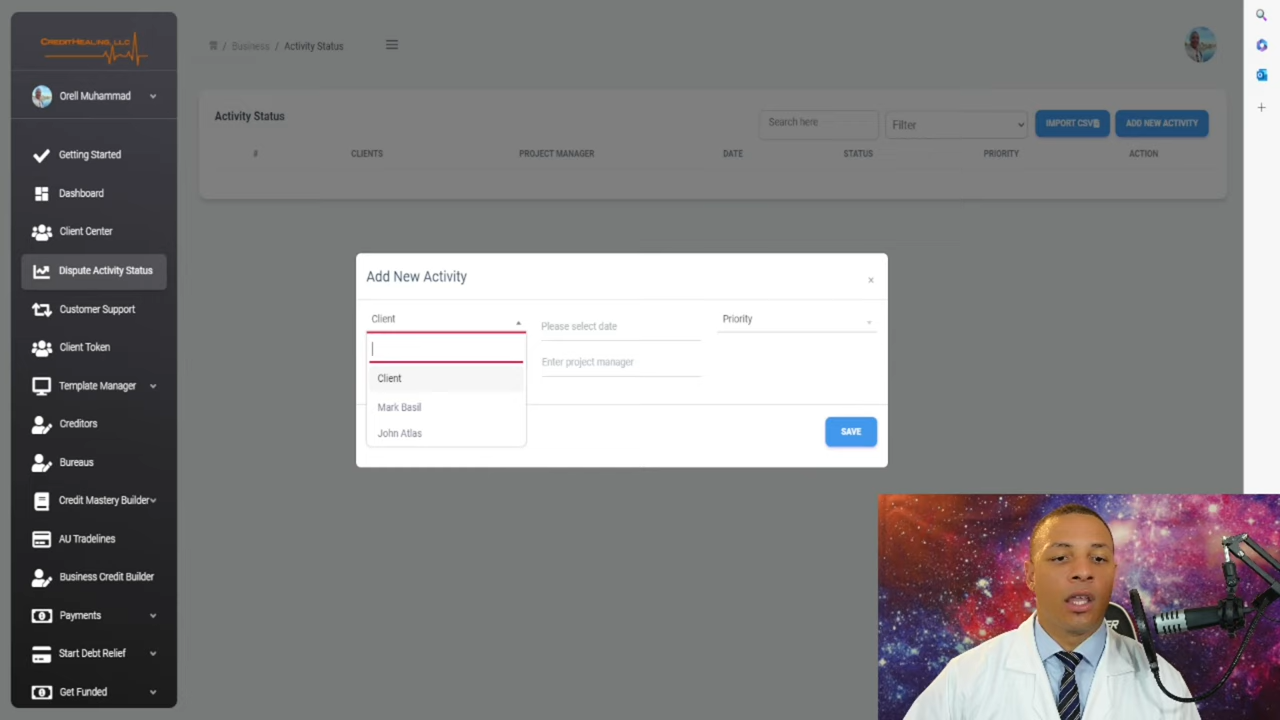 CREDITHEALING, LLC
Orell Muhammad
Getting Started
Dashboard
Client Center
Dispute Activity Status
Customer Support
Client Token
Template Manager
Creditors
Bureaus
Credit Mastery Builder
AU Tradelines
Business Credit Builder
Payments
Start Debt Relief
Get Funded
/ Business / Activity Status
Activity Status
Search here
Filter
IMPORT CSV
ADD NEW ACTIVITY
# CLIENTS PROJECT MANAGER DATE STATUS PRIORITY ACTION
Add New Activity
×
Client
Please select date
Priority
Enter project manager
Client
Mark Basil
John Atlas
SAVE